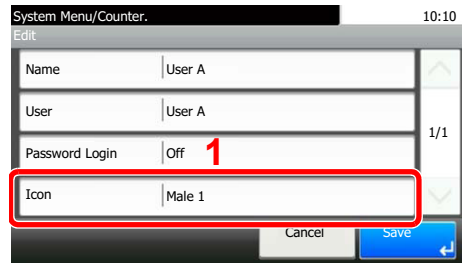 System Menu/Counter. 10:10
Edit
Name User A
User User A
1/1
Password Login Off 1
Icon Male 1
Cancel Save